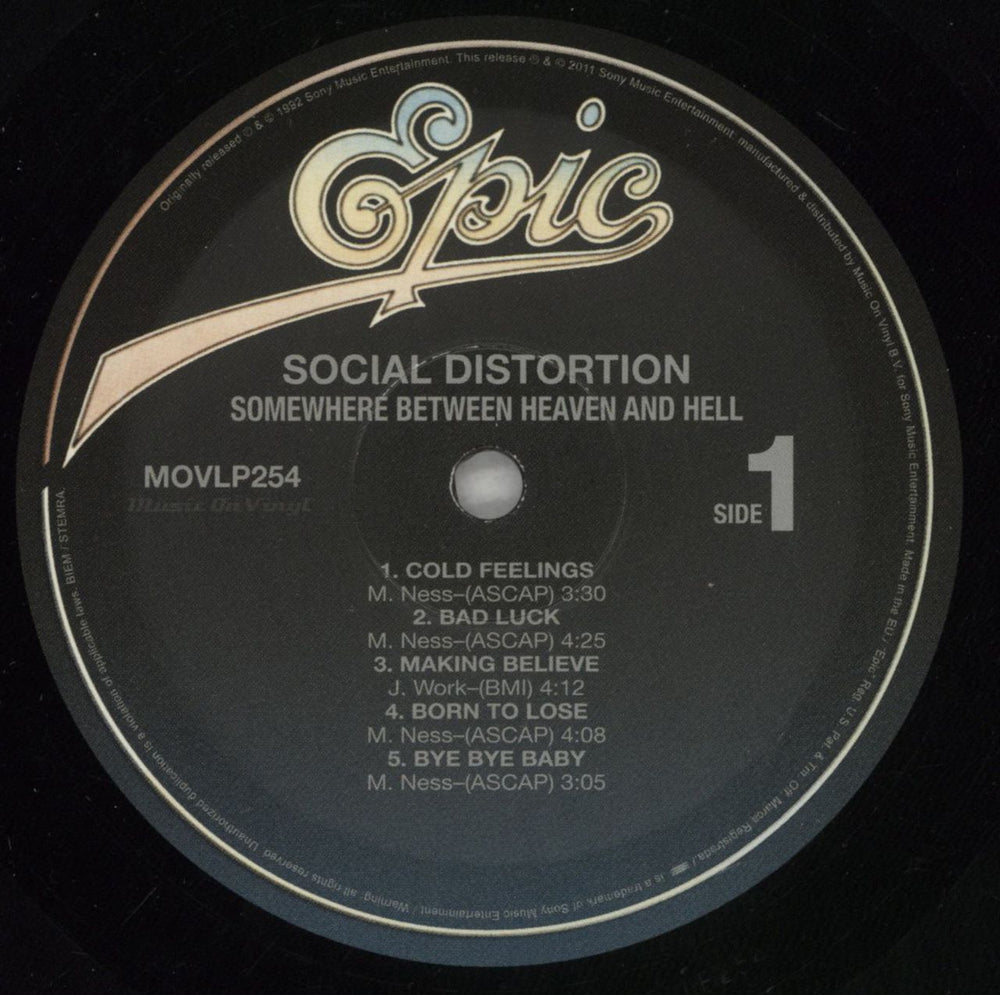 Originally released ℗ & © 1992 Sony Music Entertainment. This release ℗ & © 2011 Sony Music Entertainment. manufactured & distributed by Music On Vinyl B.V. for Sony Music Entertainment. Made in the EU / "Epic" Reg. U.S. Pat. & Tm. Off. Marca Registrada / is a trademark of Sony Music Entertainment / Warning: all rights reserved. Unauthorized duplication is a violation of applicable laws. BIEM / STEMRA.
Epic
SOCIAL DISTORTION
SOMEWHERE BETWEEN HEAVEN AND HELL
MOVLP254
Music On Vinyl
SIDE 1
1. COLD FEELINGS
M. Ness–(ASCAP) 3:30
2. BAD LUCK
M. Ness–(ASCAP) 4:25
3. MAKING BELIEVE
J. Work–(BMI) 4:12
4. BORN TO LOSE
M. Ness–(ASCAP) 4:08
5. BYE BYE BABY
M. Ness–(ASCAP) 3:05